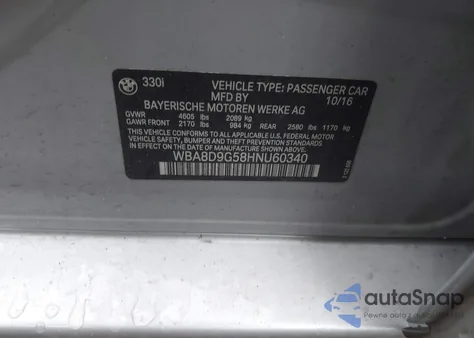 330i
VEHICLE TYPE: PASSENGER CAR
MFD BY 10/16
BAYERISCHE MOTOREN WERKE AG
GVWR 4605 lbs 2089 kg
GAWR FRONT 2170 lbs 984 kg REAR 2580 lbs 1170 kg
THIS VEHICLE CONFORMS TO ALL APPLICABLE U.S. FEDERAL MOTOR
VEHICLE SAFETY, BUMPER, AND THEFT PREVENTION STANDARDS IN
EFFECT ON THE DATE OF MANUFACTURE SHOWN ABOVE.
WBA8D9G58HNU60340
autoSnap
Pewne auta z